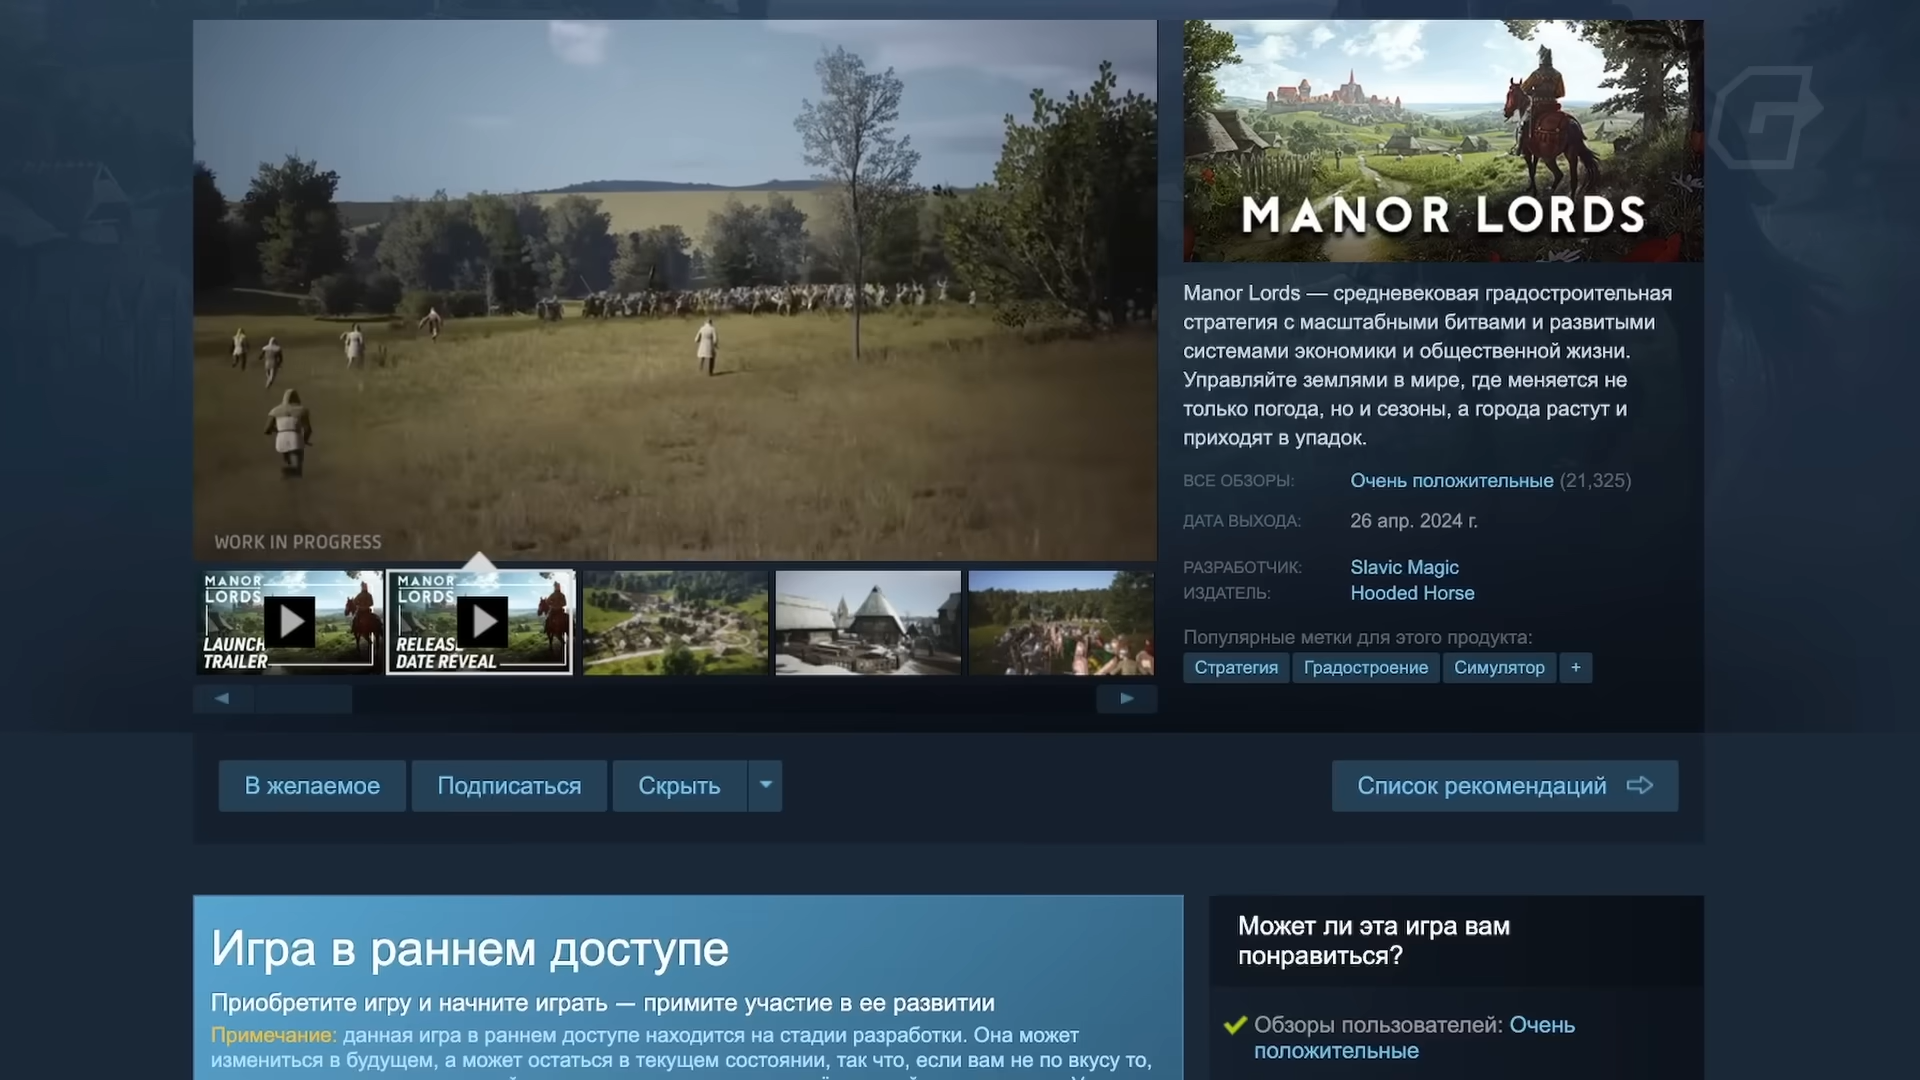 MANOR LORDS
Manor Lords — средневековая градостроительная
стратегия с масштабными битвами и развитыми
системами экономики и общественной жизни.
Управляйте землями в мире, где меняется не
только погода, но и сезоны, а города растут и
приходят в упадок.
ВСЕ ОБЗОРЫ: Очень положительные (21,325)
ДАТА ВЫХОДА: 26 апр. 2024 г.
РАЗРАБОТЧИК: Slavic Magic
ИЗДАТЕЛЬ: Hooded Horse
Популярные метки для этого продукта:
Стратегия Градостроение Симулятор +
WORK IN PROGRESS
MANOR
LORDS
LAUNCH
TRAILER
MANOR
LORDS
RELEASE
DATE REVEAL
В желаемое Подписаться Скрыть Список рекомендаций
Игра в раннем доступе
Приобретите игру и начните играть — примите участие в ее развитии
Примечание: данная игра в раннем доступе находится на стадии разработки. Она может
измениться в будущем, а может остаться в текущем состоянии, так что, если вам не по вкусу то,
Может ли эта игра вам
понравиться?
Обзоры пользователей: Очень
положительные